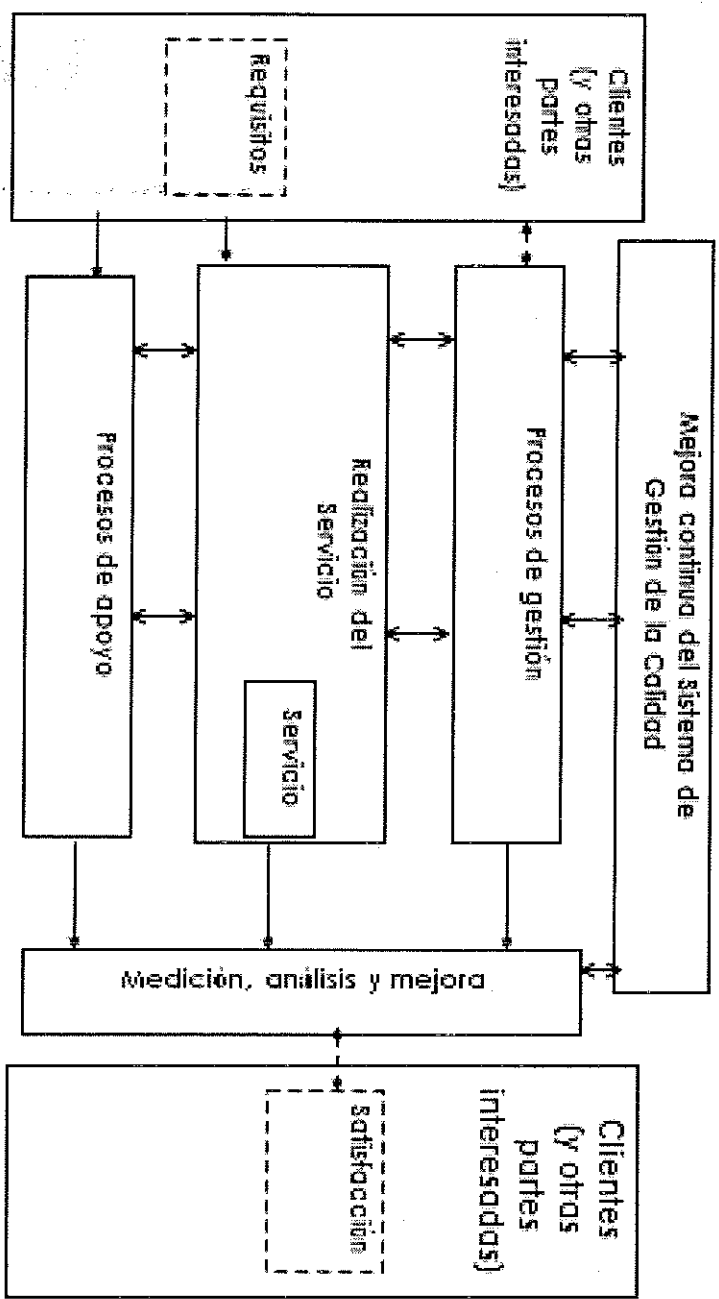 Mejora continua del Sistema de
Gestión de la Calidad
Clientes
(y otras
partes
interesadas)
Requisitos
Procesos de gestión
Realización del
Servicio
Servicio
Procesos de apoyo
Medición, análisis y mejora
Clientes
(y otras
partes
interesadas)
Satisfacción